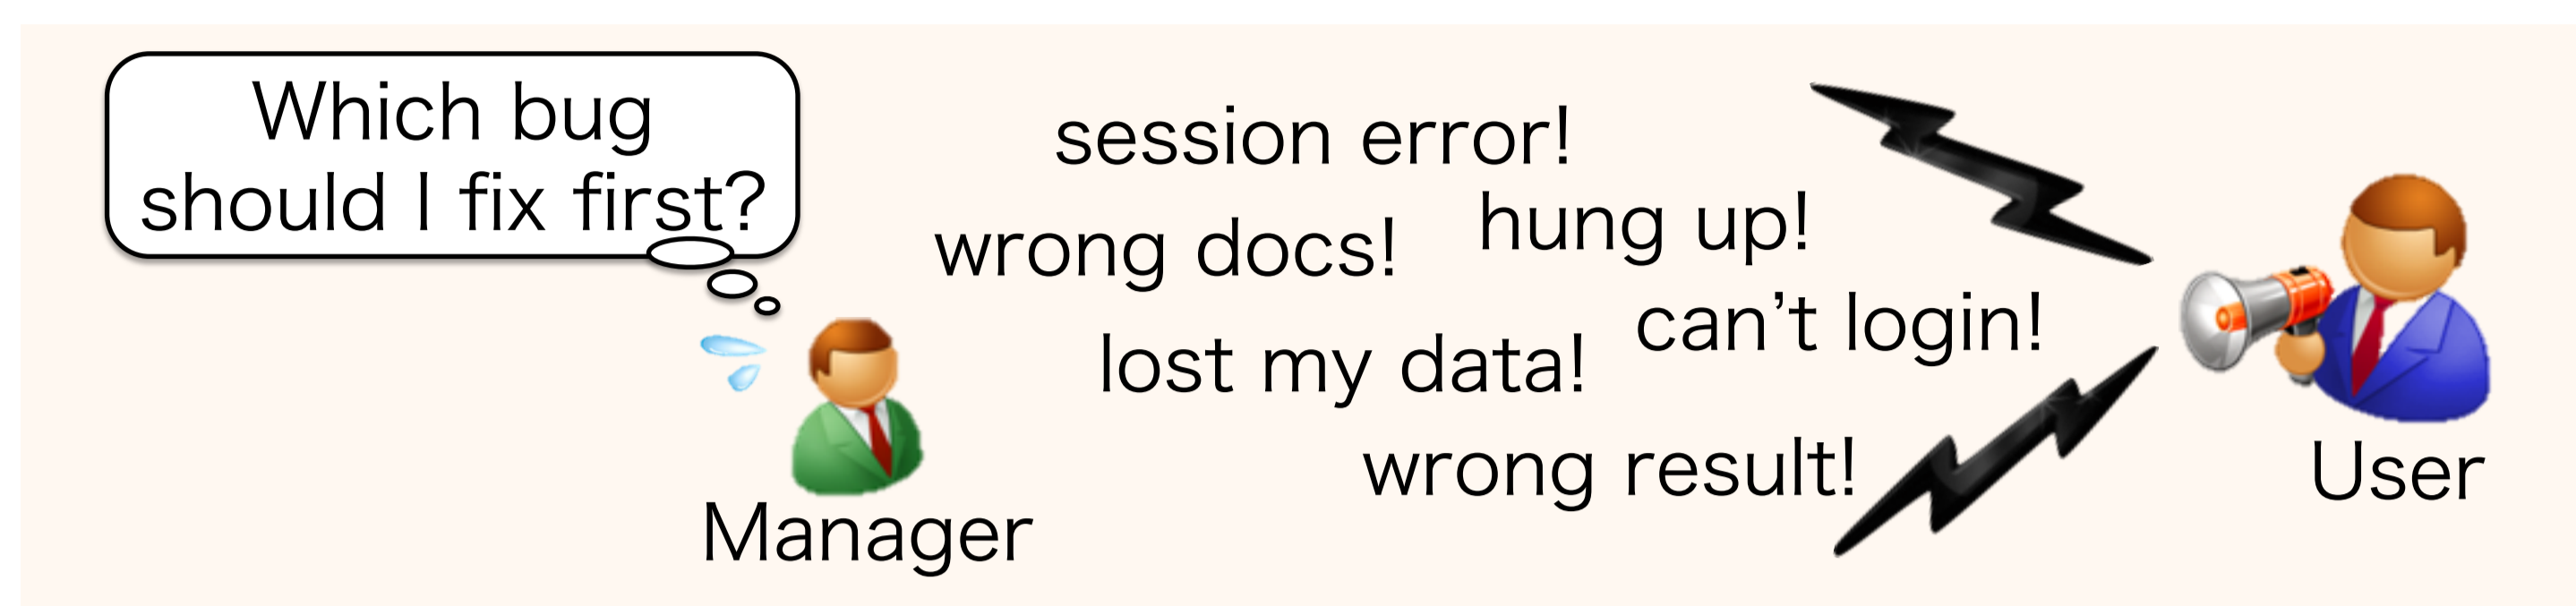 Which bug
should I fix first?
session error!
hung up!
wrong docs!
can't login!
lost my data!
wrong result!
User
Manager